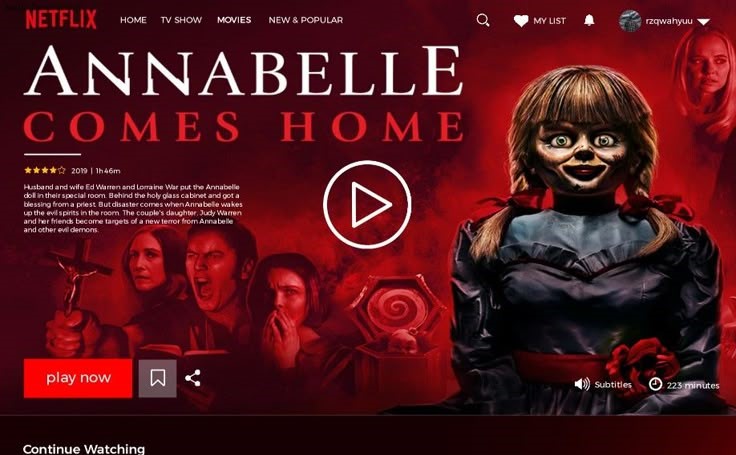 NETFLIX
HOME
TV SHOW
MOVIES
NEW & POPULAR
MY LIST
rzqwahyuu
ANNABELLE
COMES HOME
2019 | 1h46m
Husband and wife Ed Warren and Lorraine War put the Annabelle
doll in their special room. Behind the holy glass cabinet and got a
blessing from a priest. But disaster comes when Annabelle wakes
up the evil spirits in the room. The couple's daughter, Judy Warren
and her friends become targets of a new terror from Annabelle
and other evil demons.
play now
Subtitles
223 minutes
Continue Watching